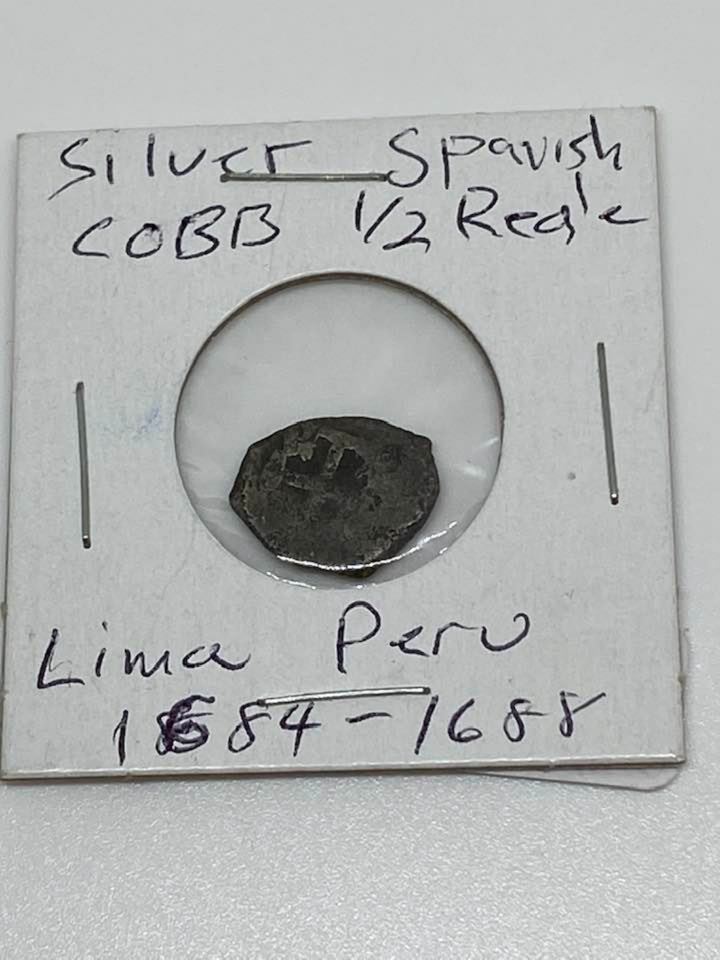 Silver Spanish
COBB 1/2 Reale
Lima Peru
1684-1688